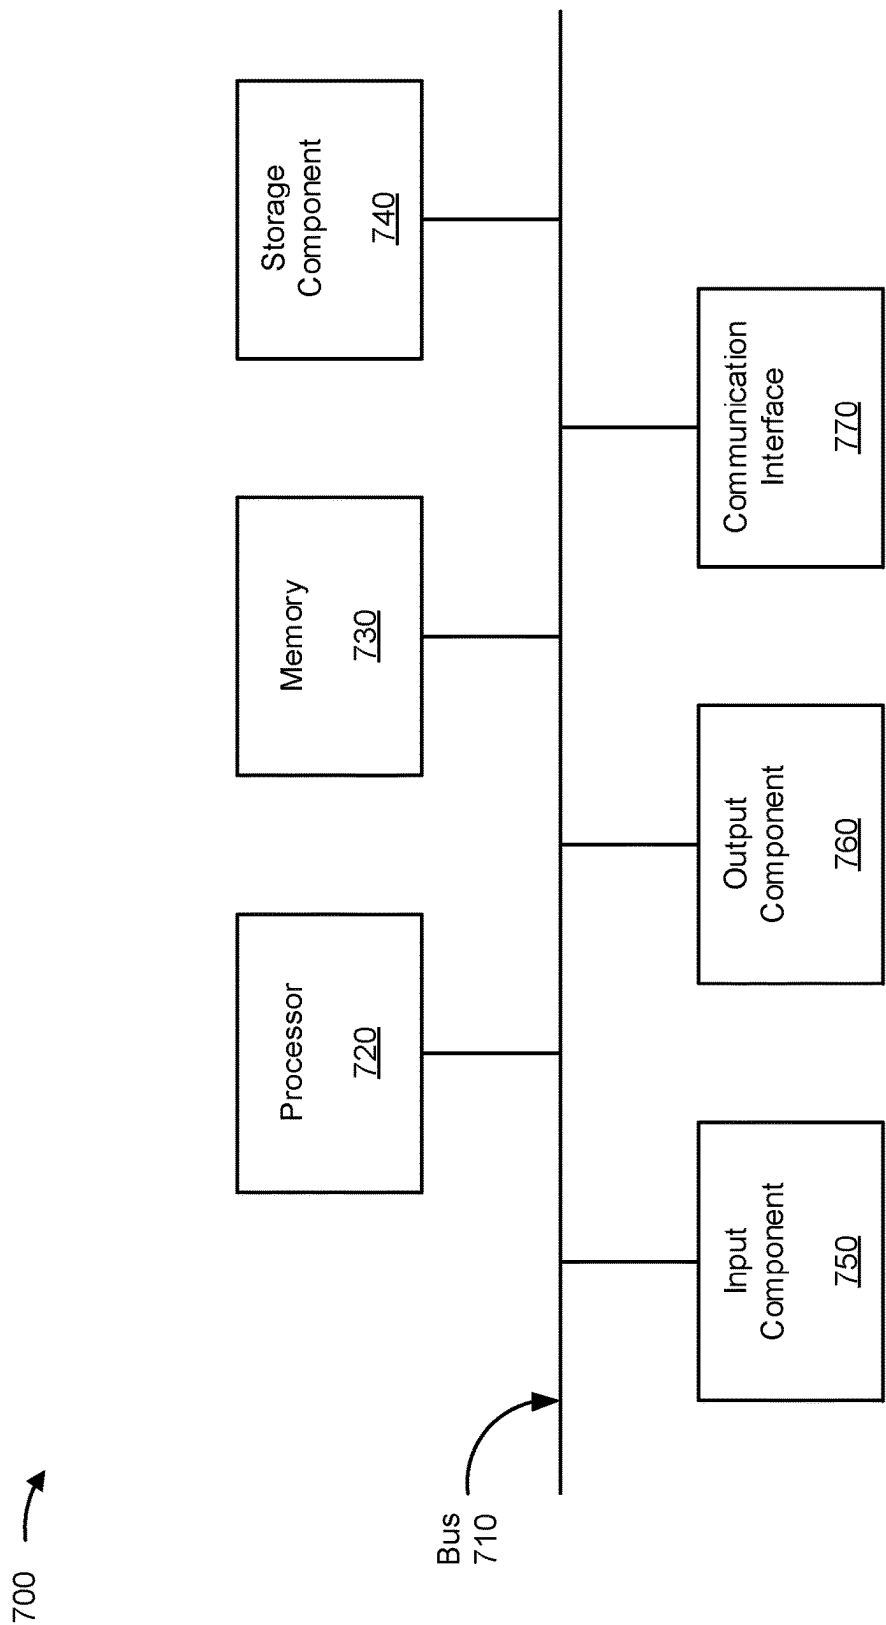 700
Processor
720
Memory
730
Storage
Component
740
Bus
710
Input
Component
750
Output
Component
760
Communication
Interface
770